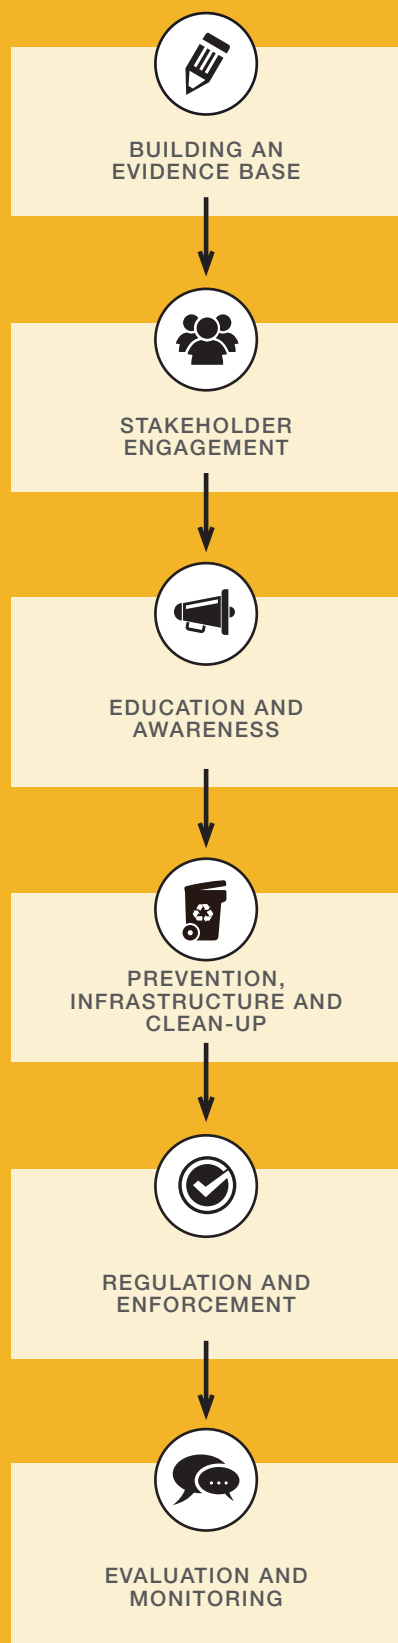 BUILDING AN
EVIDENCE BASE
STAKEHOLDER
ENGAGEMENT
EDUCATION AND
AWARENESS
PREVENTION,
INFRASTRUCTURE AND
CLEAN-UP
REGULATION AND
ENFORCEMENT
EVALUATION AND
MONITORING